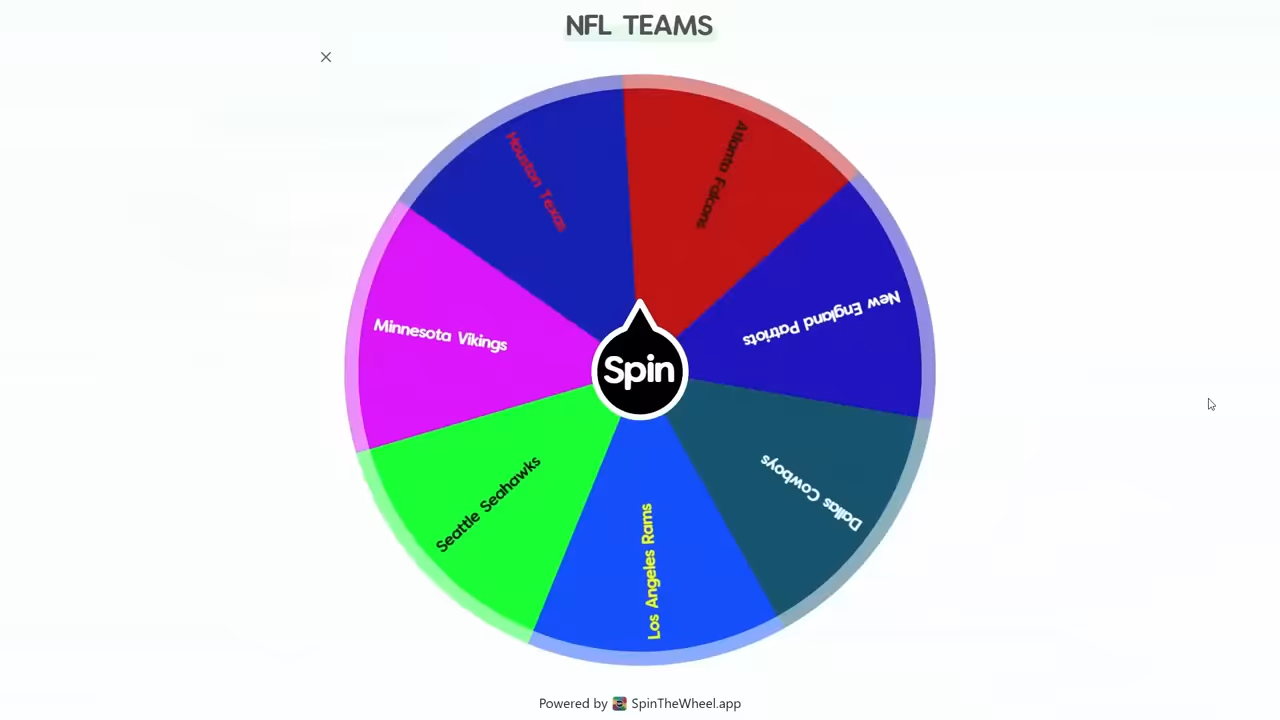 NFL TEAMS
Houston Texas
Atlanta Falcons
New England Patriots
Minnesota Vikings
Spin
Dallas Cowboys
Seattle Seahawks
Los Angeles Rams
Powered by SpinTheWheel.app